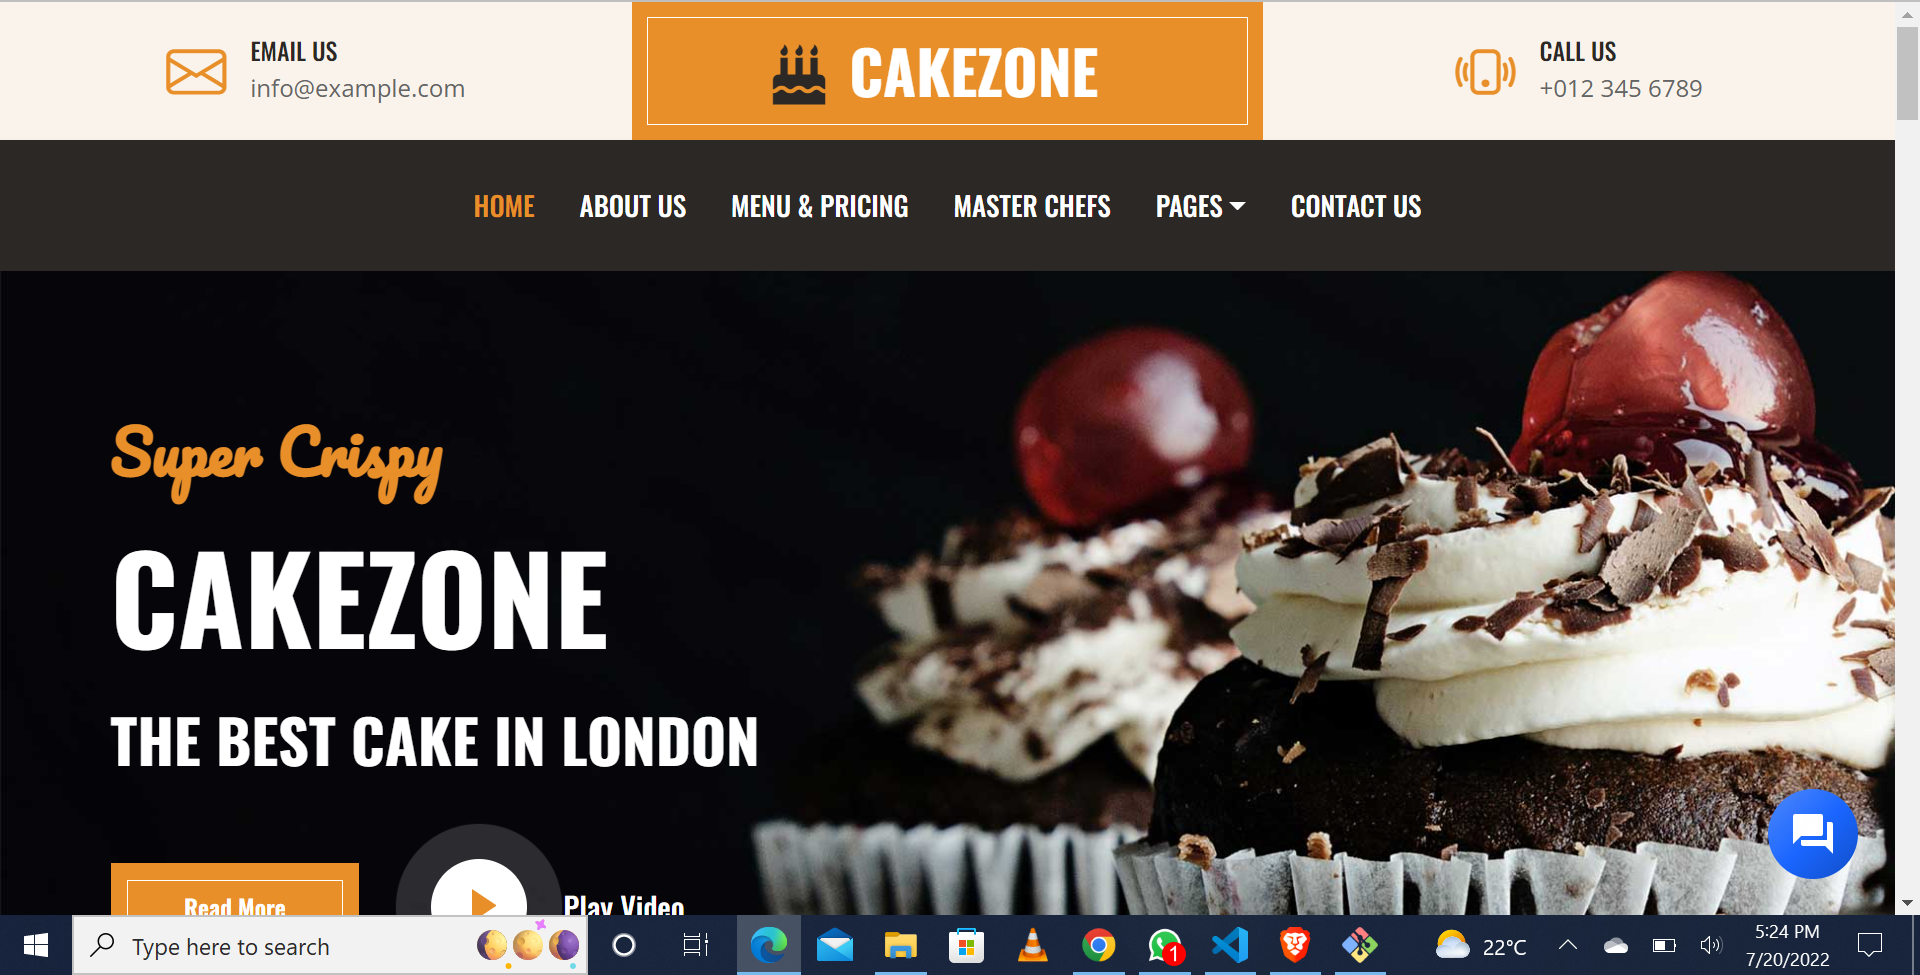 EMAIL US
info@example.com
CAKEZONE
CALL US
+012 345 6789
HOME ABOUT US MENU & PRICING MASTER CHEFS PAGES CONTACT US
Super Crispy
CAKEZONE
THE BEST CAKE IN LONDON
Read More
Play Video
Type here to search
1
22°C
5:24 PM
7/20/2022